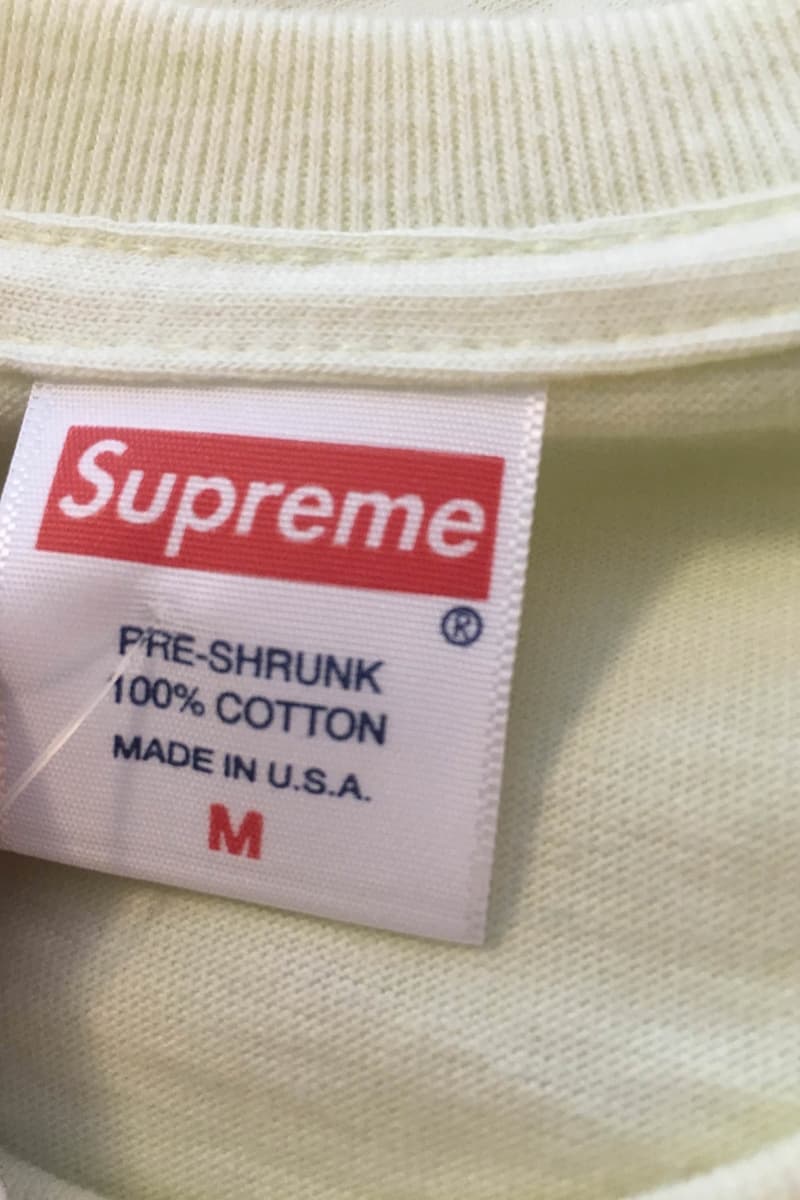 Supreme
®
PRE-SHRUNK
100% COTTON
MADE IN U.S.A.
M